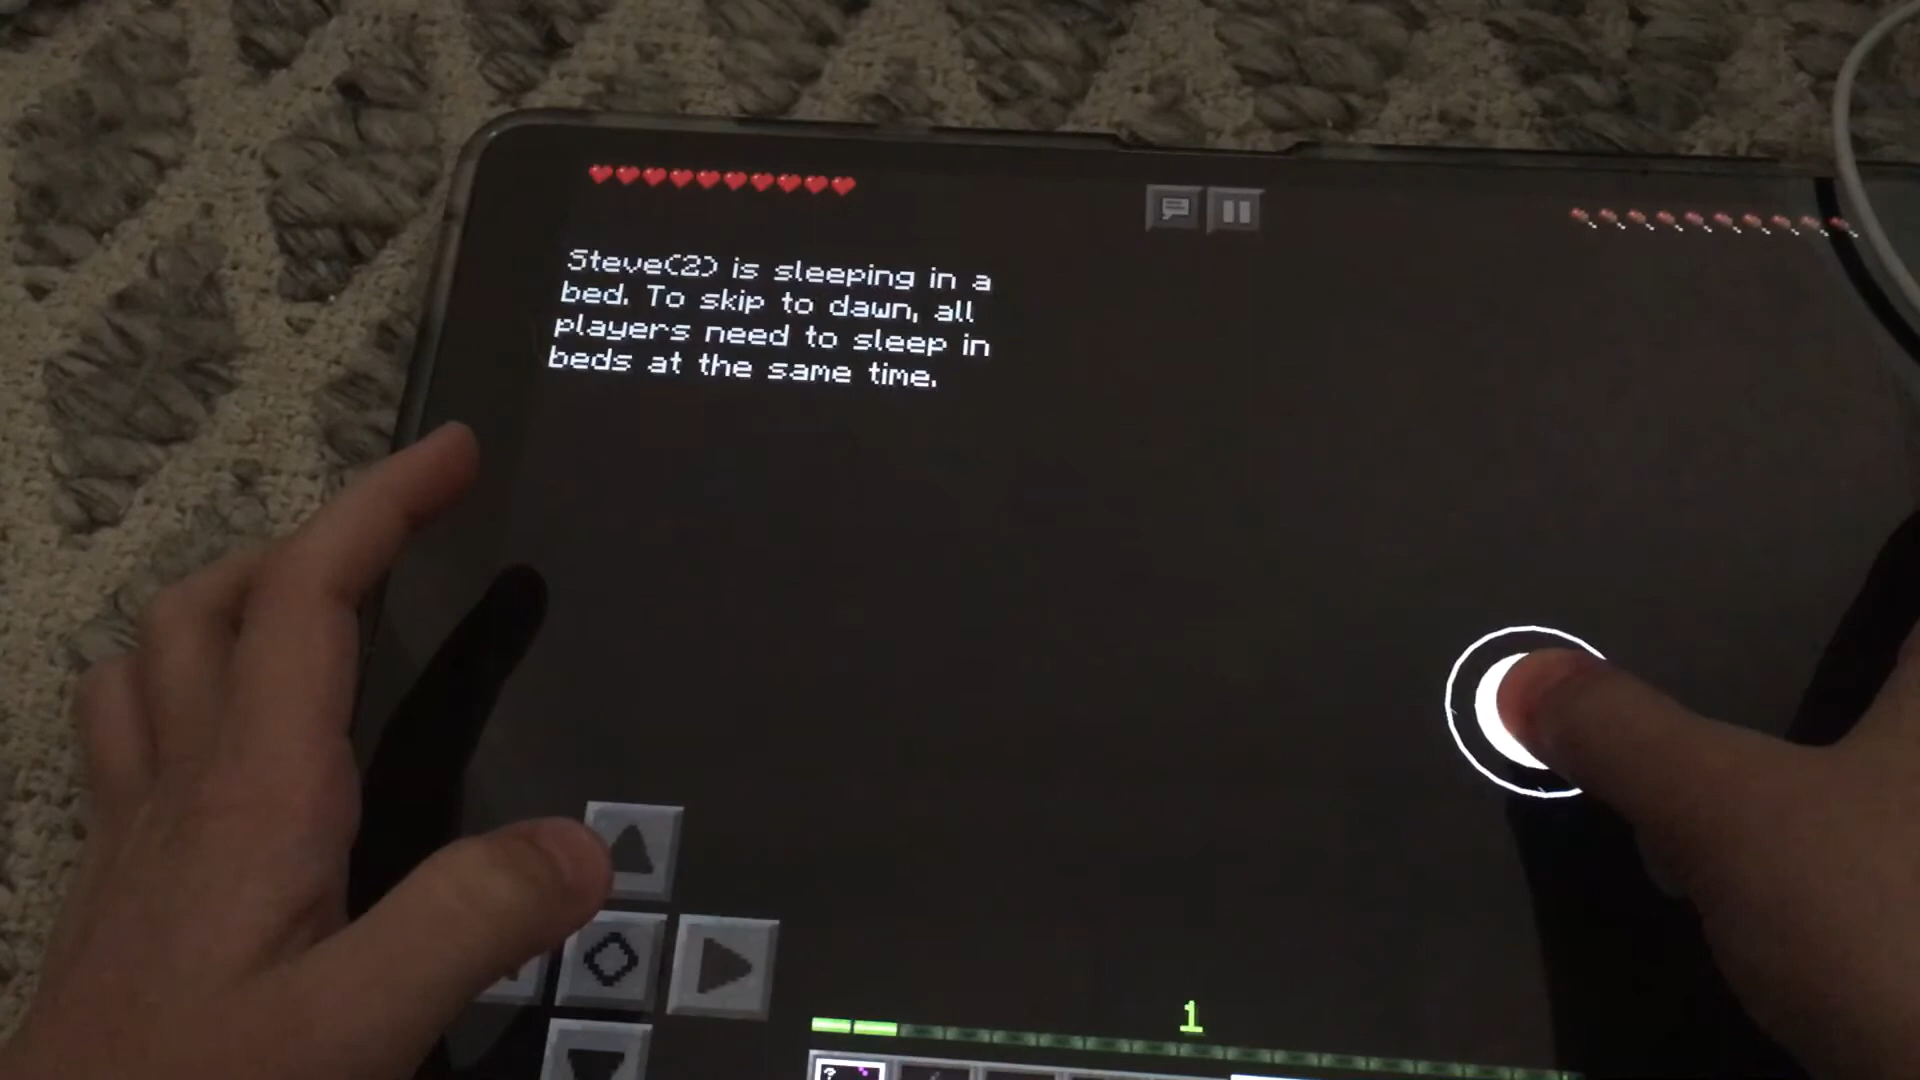 Steve(2) is sleeping in a
bed. To skip to dawn, all
players need to sleep in
beds at the same time.
1